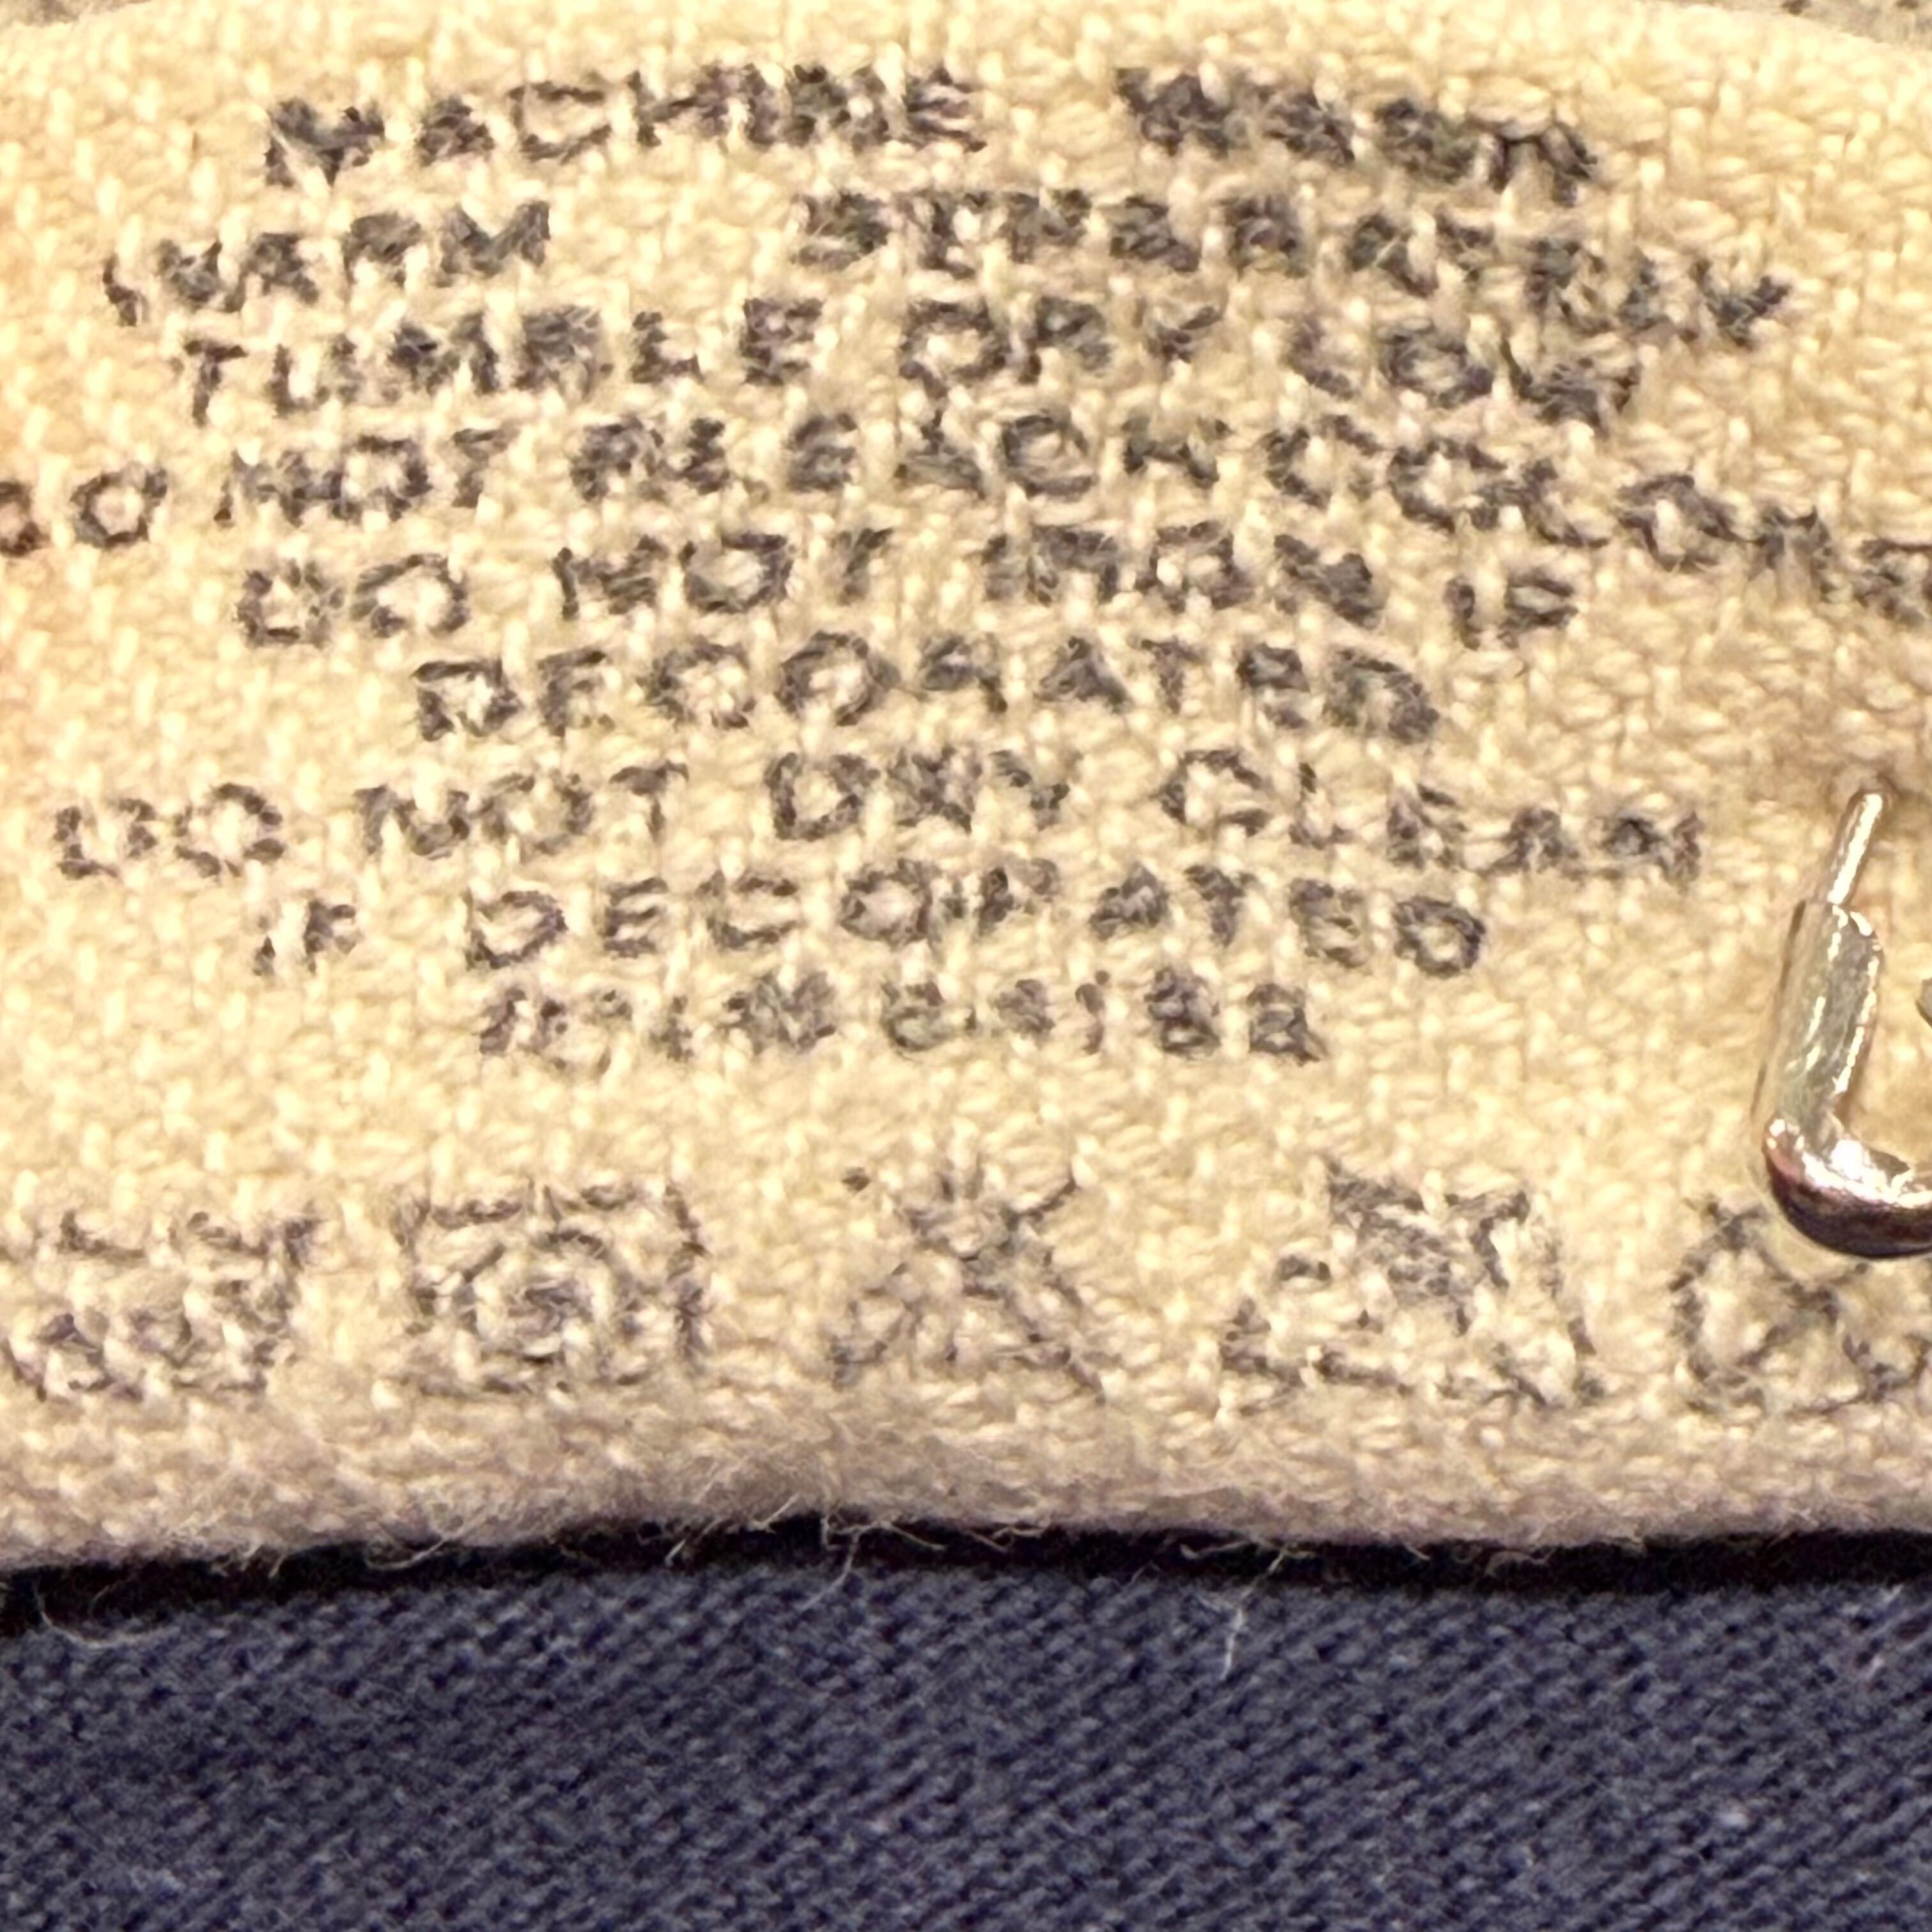 MACHINE WASH
WARM SEPARATELY
TUMBLE DRY LOW
DO NOT BLEACH COLORS
DO NOT IRON IF
DECORATED
DO NOT DRY CLEAN
IF DECORATED